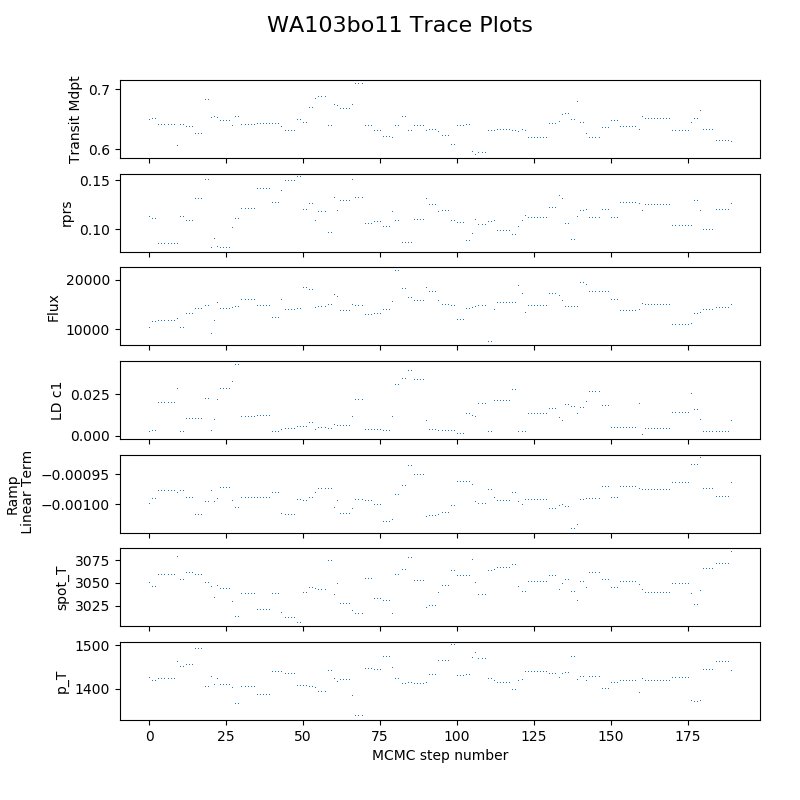 WA103bo11 Trace Plots
Transit Mdpt
0.7
0.6
rprs
0.15
0.10
Flux
20000
10000
LD c1
0.025
0.000
Ramp
Linear Term
−0.00095
−0.00100
spot_T
3075
3050
3025
p_T
1500
1400
0 25 50 75 100 125 150 175
MCMC step number